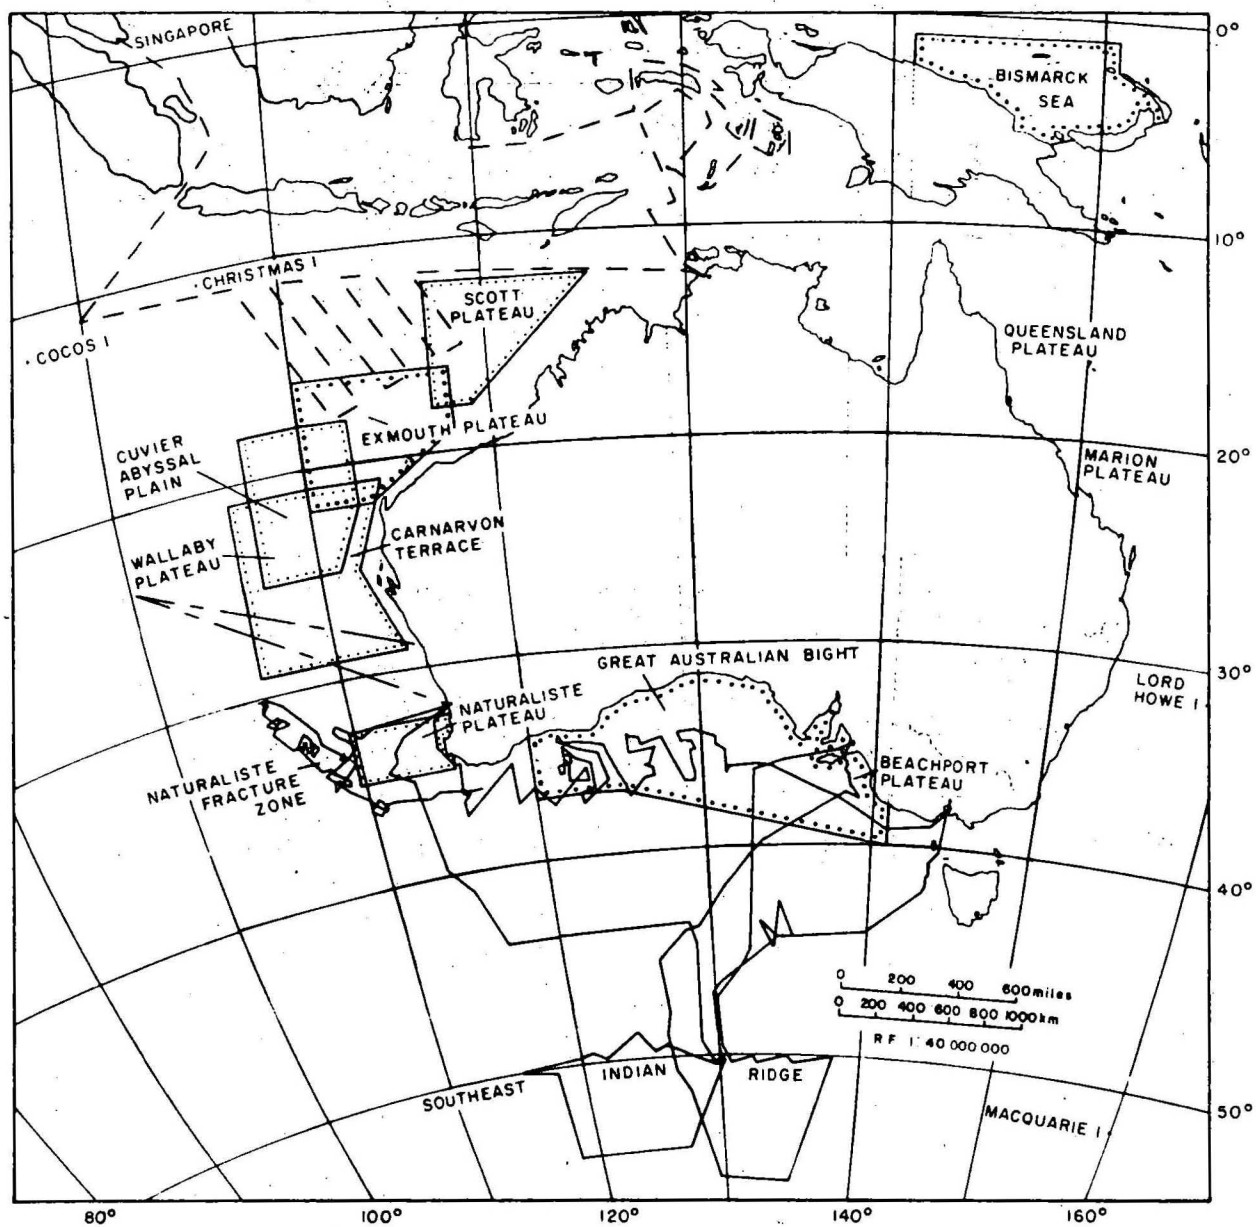 SINGAPORE
0°
BISMARCK
SEA
10°
CHRISTMAS I
SCOTT
PLATEAU
COCOS I
QUEENSLAND
PLATEAU
EXMOUTH PLATEAU
CUVIER
ABYSSAL
PLAIN
20°
MARION
PLATEAU
CARNARVON
TERRACE
WALLABY
PLATEAU
GREAT AUSTRALIAN BIGHT
30°
LORD
HOWE I
NATURALISTE
PLATEAU
NATURALISTE
FRACTURE
ZONE
BEACHPORT
PLATEAU
40°
0 200 400 600 miles
0 200 400 600 800 1000 km
RF 1:40 000 000
SOUTHEAST INDIAN RIDGE
MACQUARIE I
50°
80° 100° 120° 140° 160°